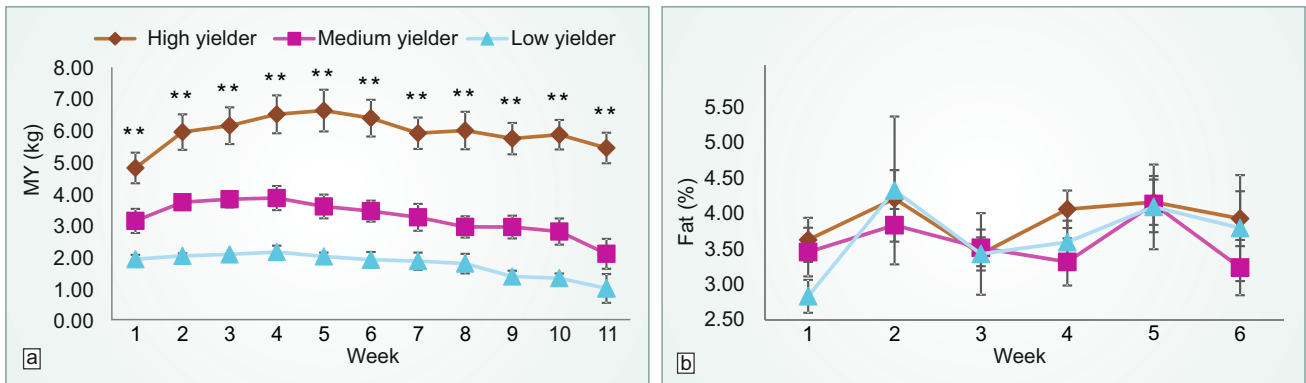 High yielder Medium yielder Low yielder
8.00
7.00
6.00
5.00
4.00
3.00
2.00
1.00
0.00
MY (kg)
** ** ** ** ** ** ** ** ** ** **
1 2 3 4 5 6 7 8 9 10 11
Week
a
5.50
5.00
4.50
4.00
3.50
3.00
2.50
Fat (%)
1 2 3 4 5 6
Week
b